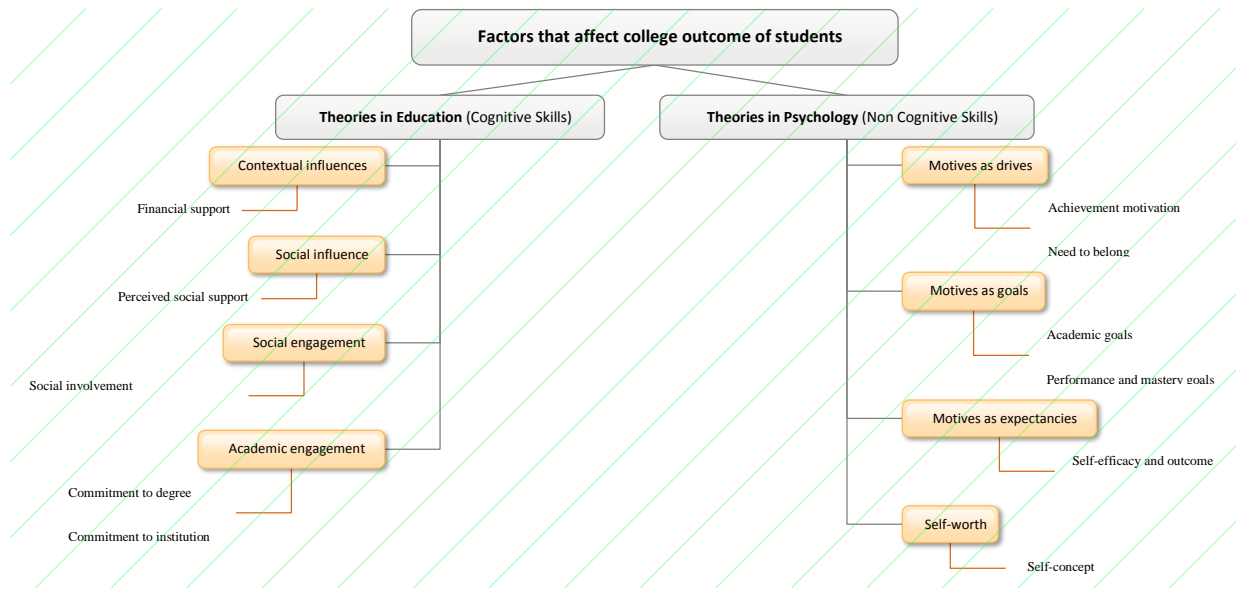 Factors that affect college outcome of students
Theories in Education (Cognitive Skills)
Contextual influences
Financial support
Social influence
Perceived social support
Social engagement
Social involvement
Academic engagement
Commitment to degree
Commitment to institution
Theories in Psychology (Non Cognitive Skills)
Motives as drives
Achievement motivation
Need to belong
Motives as goals
Academic goals
Performance and mastery goals
Motives as expectancies
Self-efficacy and outcome
Self-worth
Self-concept